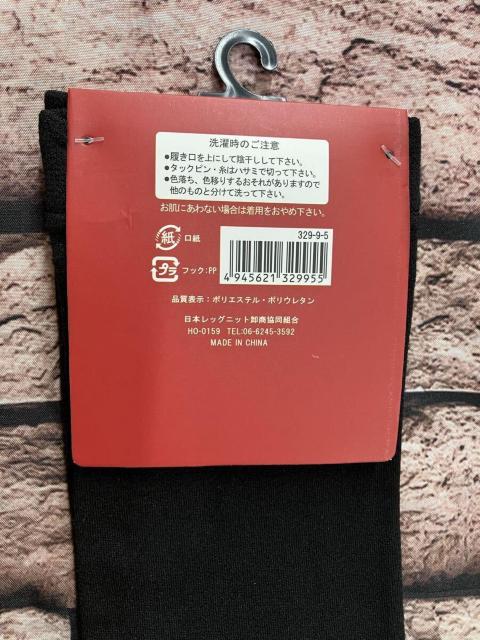 洗濯時のご注意
●履き口を上にして陰干しして下さい。
●タックピン・糸はハサミで切って下さい。
●色落ち、色移りするおそれがありますので
他のものと分けて洗って下さい。
お肌にあわない場合は着用をおやめ下さい。
紙 口紙
プラ フック:PP
329-9-5
4 945621 329955
品質表示:ポリエステル・ポリウレタン
日本レッグニット卸商協同組合
HO-0159 TEL:06-6245-3592
MADE IN CHINA